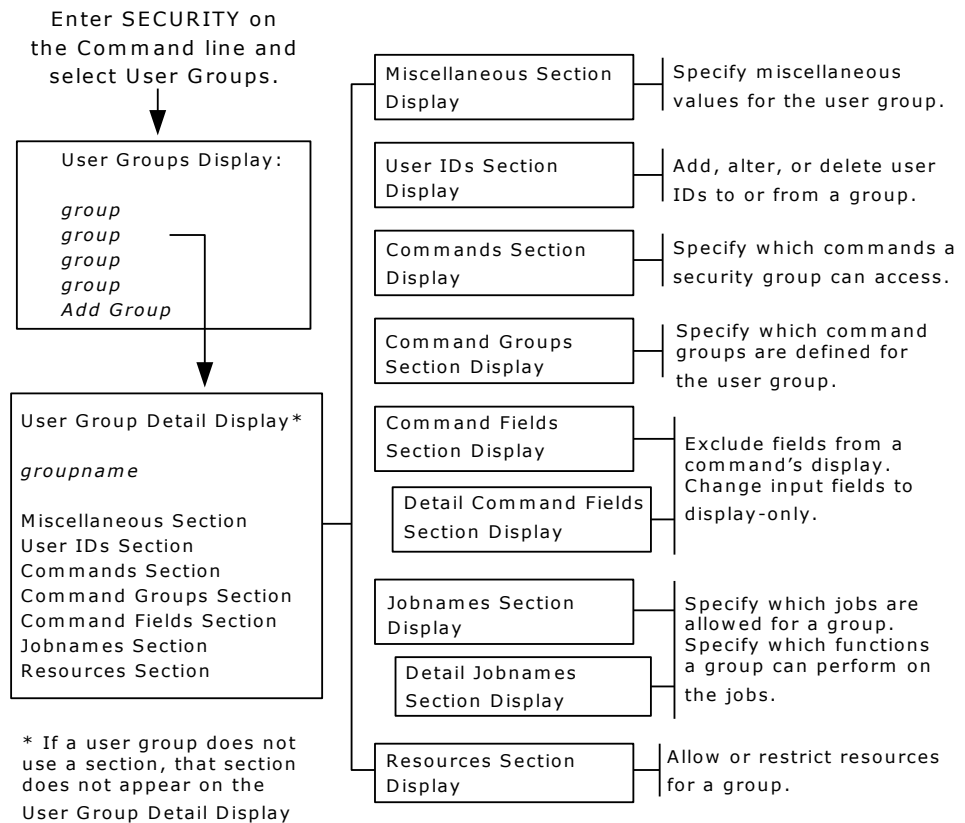 Enter SECURITY on
the Command line and
select User Groups.
User Groups Display:
group
group
group
group
Add Group
User Group Detail Display*
groupname
Miscellaneous Section
User IDs Section
Commands Section
Command Groups Section
Command Fields Section
Jobnames Section
Resources Section
* If a user group does not
use a section, that section
does not appear on the
User Group Detail Display
Miscellaneous Section
Display
Specify miscellaneous
values for the user group.
User IDs Section
Display
Add, alter, or delete user
IDs to or from a group.
Commands Section
Display
Specify which commands a
security group can access.
Command Groups
Section Display
Specify which command
groups are defined for
the user group.
Command Fields
Section Display
Detail Command Fields
Section Display
Exclude fields from a
command’s display.
Change input fields to
display-only.
Jobnames Section
Display
Detail Jobnames
Section Display
Specify which jobs are
allowed for a group.
Specify which functions
a group can perform on
the jobs.
Resources Section
Display
Allow or restrict resources
for a group.